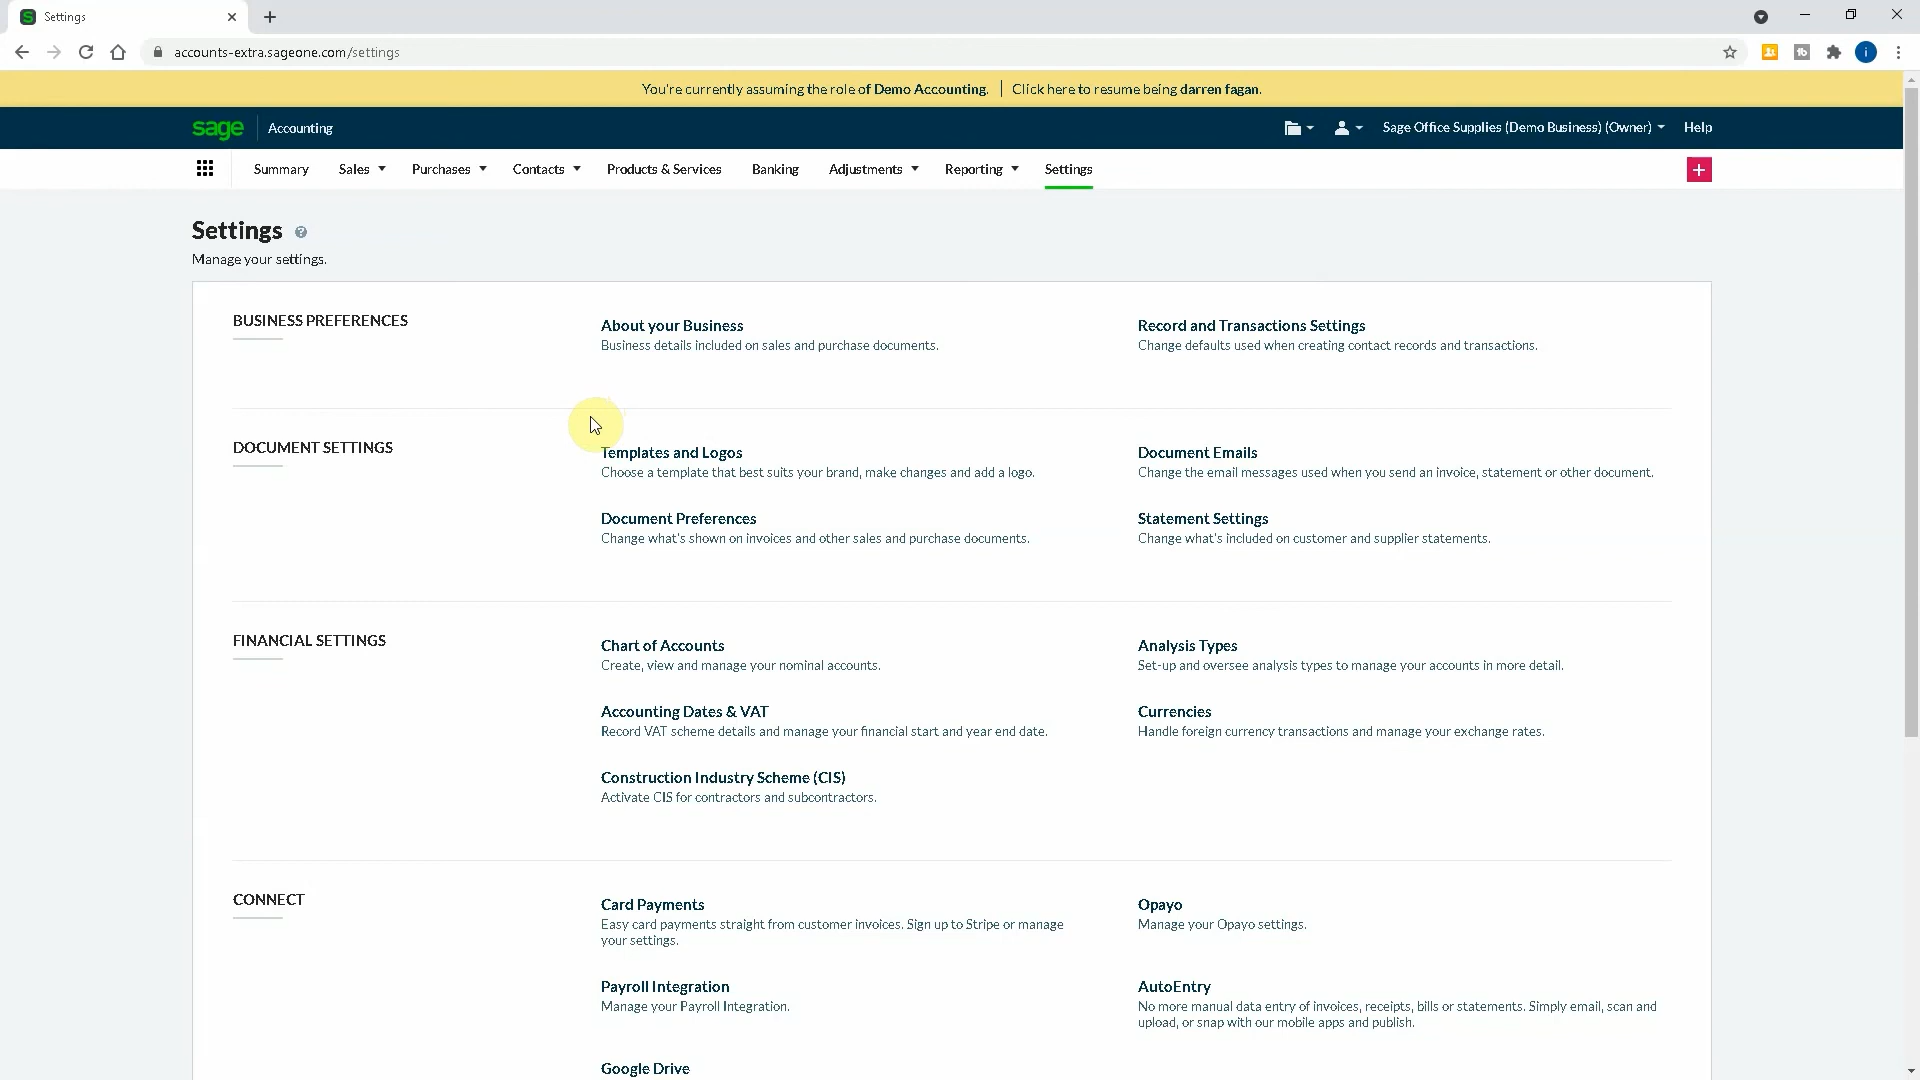 Settings
accounts-extra.sageone.com/settings
You're currently assuming the role of Demo Accounting. Click here to resume being darren fagan.
sage Accounting Sage Office Supplies (Demo Business) (Owner) Help
Summary Sales Purchases Contacts Products & Services Banking Adjustments Reporting Settings +
Settings ?
Manage your settings.
BUSINESS PREFERENCES
About your Business
Business details included on sales and purchase documents.
Record and Transactions Settings
Change defaults used when creating contact records and transactions.
DOCUMENT SETTINGS
Templates and Logos
Choose a template that best suits your brand, make changes and add a logo.
Document Emails
Change the email messages used when you send an invoice, statement or other document.
Document Preferences
Change what's shown on invoices and other sales and purchase documents.
Statement Settings
Change what's included on customer and supplier statements.
FINANCIAL SETTINGS
Chart of Accounts
Create, view and manage your nominal accounts.
Analysis Types
Set-up and oversee analysis types to manage your accounts in more detail.
Accounting Dates & VAT
Record VAT scheme details and manage your financial start and year end date.
Currencies
Handle foreign currency transactions and manage your exchange rates.
Construction Industry Scheme (CIS)
Activate CIS for contractors and subcontractors.
CONNECT
Card Payments
Easy card payments straight from customer invoices. Sign up to Stripe or manage
your settings.
Opayo
Manage your Opayo settings.
Payroll Integration
Manage your Payroll Integration.
AutoEntry
No more manual data entry of invoices, receipts, bills or statements. Simply email, scan and
upload, or snap with our mobile apps and publish.
Google Drive